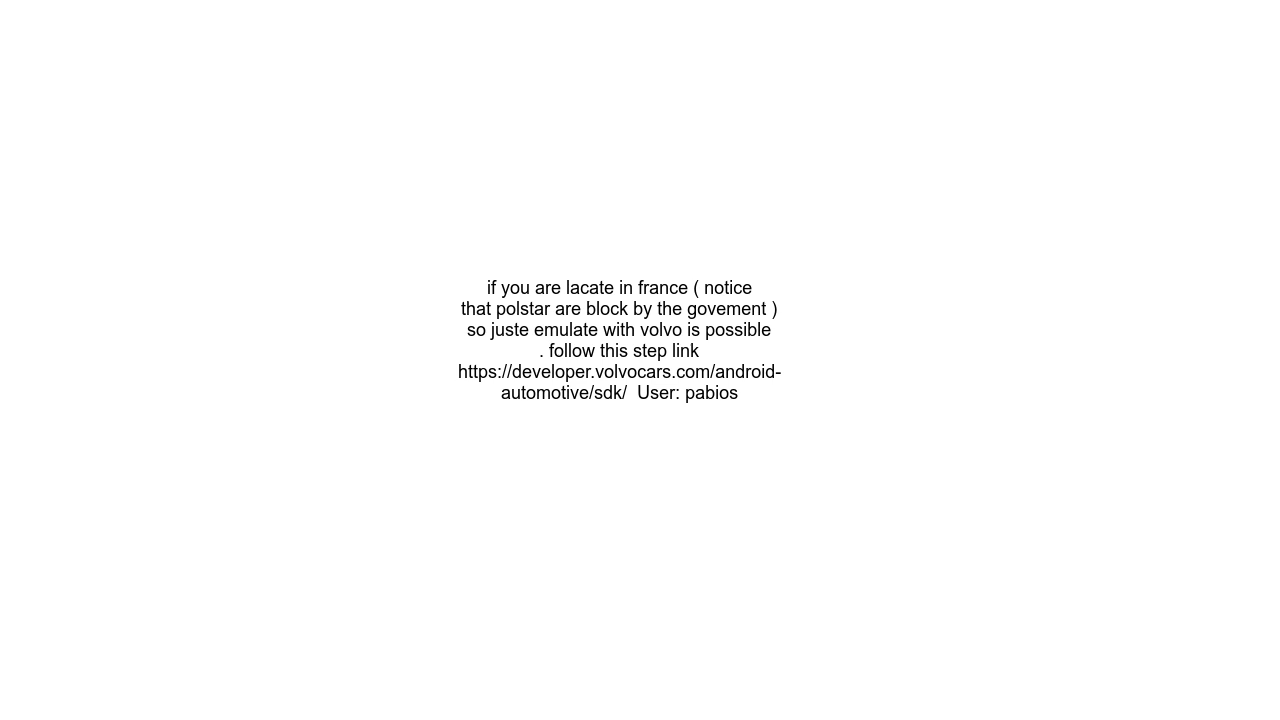 if you are lacate in france ( notice
that polstar are block by the govement )
so juste emulate with volvo is possible
. follow this step link
https://developer.volvocars.com/android-
automotive/sdk/  User: pabios